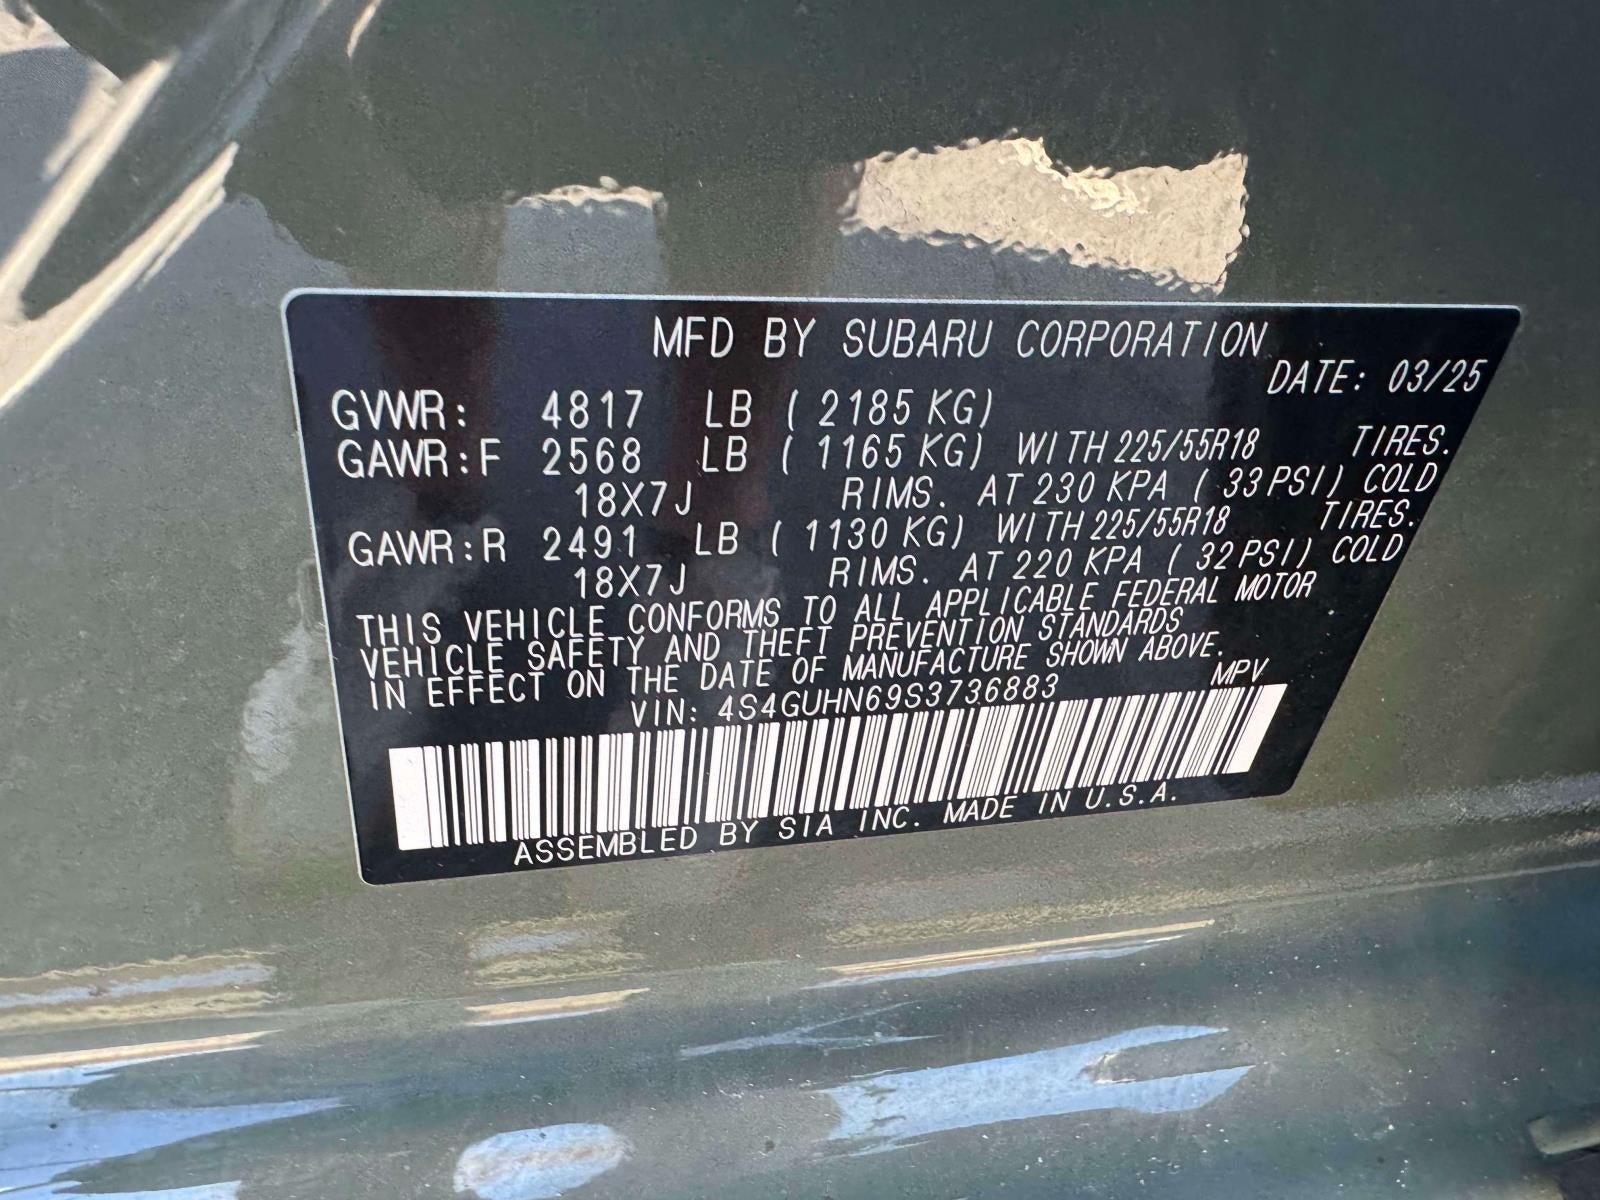 MFD BY SUBARU CORPORATION
DATE: 03/25
GVWR: 4817 LB ( 2185 KG)
GAWR:F 2568 LB ( 1165 KG) WITH 225/55R18 TIRES.
18X7J RIMS. AT 230 KPA ( 33 PSI) COLD
GAWR:R 2491 LB ( 1130 KG) WITH 225/55R18 TIRES.
18X7J RIMS. AT 220 KPA ( 32 PSI) COLD
THIS VEHICLE CONFORMS TO ALL APPLICABLE FEDERAL MOTOR
VEHICLE SAFETY AND THEFT PREVENTION STANDARDS
IN EFFECT ON THE DATE OF MANUFACTURE SHOWN ABOVE.
VIN: 4S4GUHN69S3736883 MPV
ASSEMBLED BY SIA INC. MADE IN U.S.A.